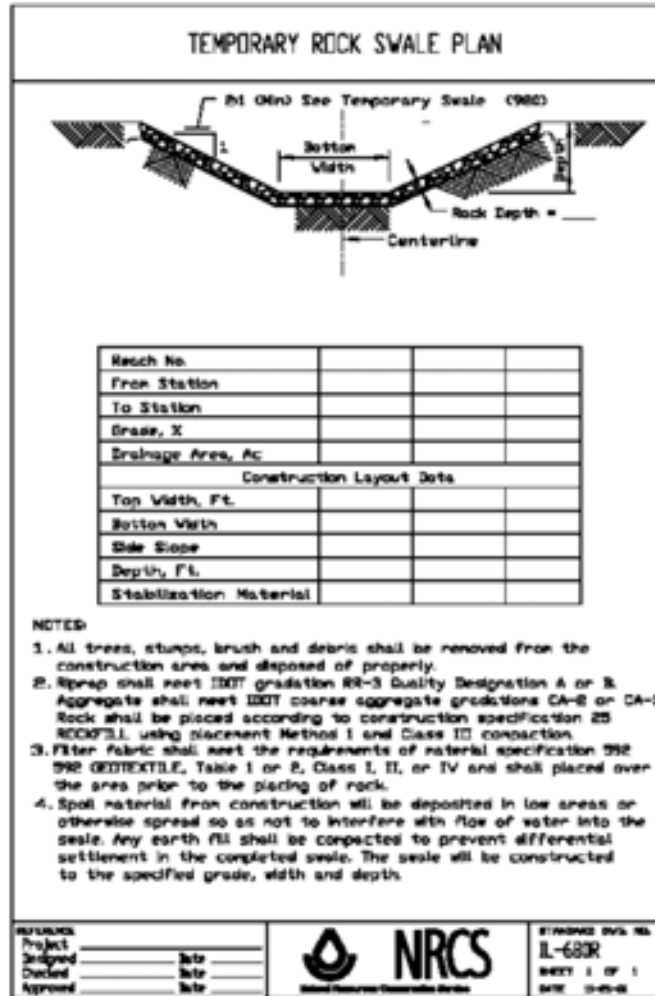 TEMPORARY ROCK SWALE PLAN
2:1 (Min) See Temporary Swale (980)
1
Bottom
Width
Depth
Rock Depth = ____
Centerline
Reach No.
From Station
To Station
Grade, %
Drainage Area, Ac
Construction Layout Data
Top Width, Ft.
Bottom Width
Side Slope
Depth, Ft.
Stabilization Material
NOTES:
1. All trees, stumps, brush and debris shall be removed from the
construction area and disposed of properly.
2. Riprap shall meet IDOT gradation RR-3 Quality Designation A or B.
Aggregate shall meet IDOT coarse aggregate gradations CA-2 or
Rock shall be placed according to construction specification 25
ROCKFILL using placement Method 1 and Class III compaction.
3. Filter fabric shall meet the requirements of material specification 592
592 GEOTEXTILE, Table 1 or 2, Class I, II, or IV and shall placed over
the area prior to the placing of rock.
4. Spoil material from construction will be deposited in low areas or
otherwise spread so as not to interfere with flow of water into the
swale. Any earth fill shall be compacted to prevent differential
settlement in the completed swale. The swale will be constructed
to the specified grade, width and depth.
REFERENCE
Project
Designed Date
Checked Date
Approved Date
NRCS
Natural Resources Conservation Service
STANDARD DWG. NO.
IL-680R
SHEET 1 OF 1
DATE